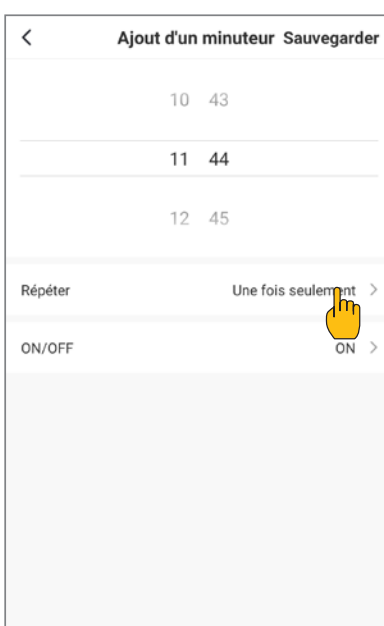 Ajout d'un minuteur Sauvegarder
10 43
11 44
12 45
Répéter Une fois seulement
ON/OFF ON